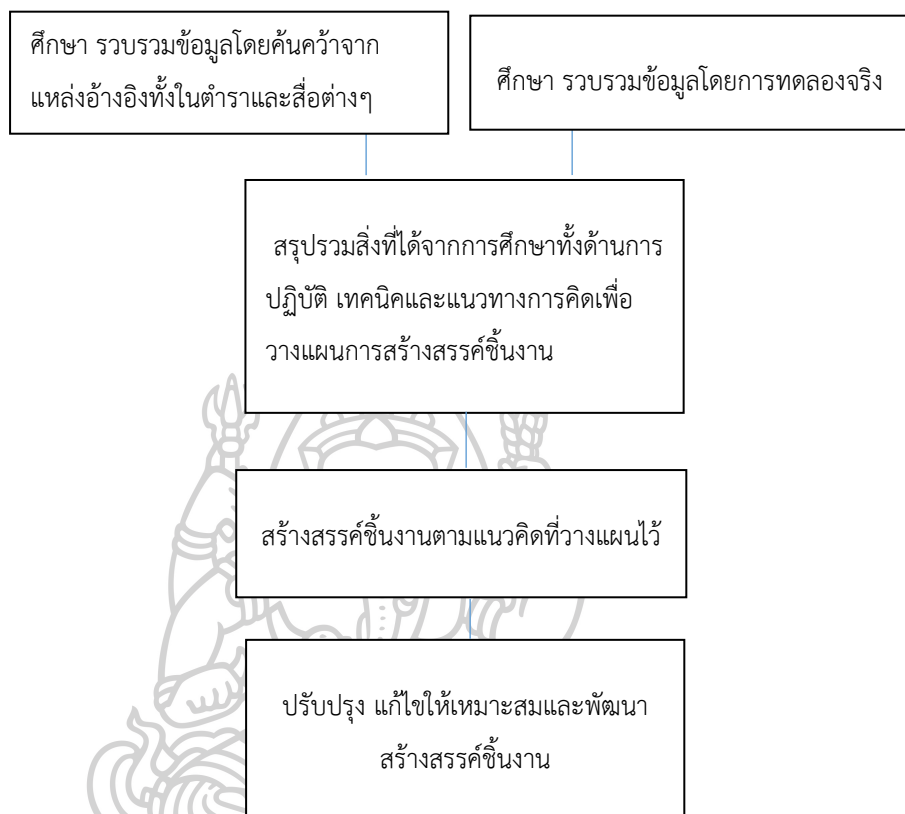 ศึกษา รวบรวมข้อมูลโดยค้นคว้าจาก
แหล่งอ้างอิงทั้งในตำราและสื่อต่างๆ
ศึกษา รวบรวมข้อมูลโดยการทดลองจริง
สรุปรวมสิ่งที่ได้จากการศึกษาทั้งด้านการ
ปฏิบัติ เทคนิคและแนวทางการคิดเพื่อ
วางแผนการสร้างสรรค์ชิ้นงาน
สร้างสรรค์ชิ้นงานตามแนวคิดที่วางแผนไว้
ปรับปรุง แก้ไขให้เหมาะสมและพัฒนา
สร้างสรรค์ชิ้นงาน